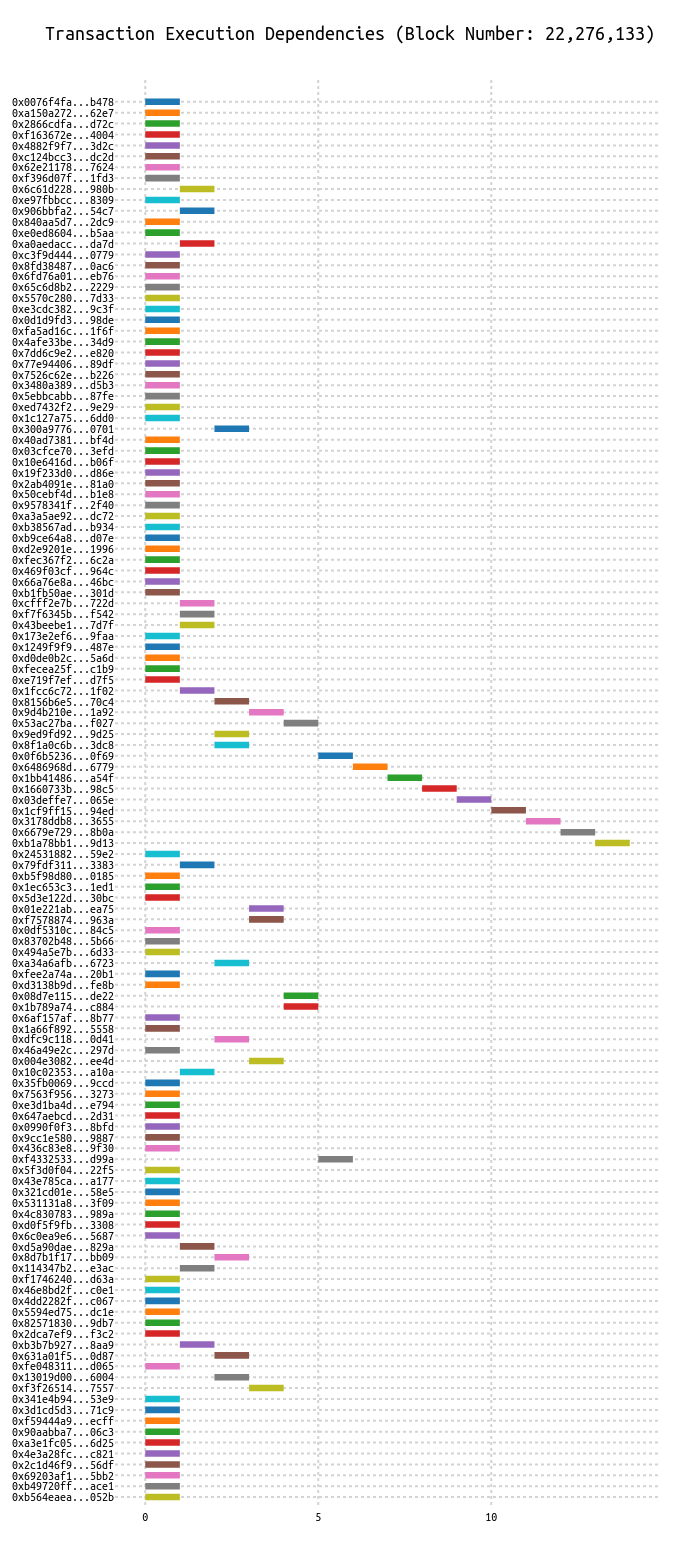 Transaction Execution Dependencies (Block Number: 22,276,133)
0x0076f4fa...b478
0xa150a272...62e7
0x2866cdfa...d72c
0xf163672e...4004
0x4882f9f7...3d2c
0xc124bcc3...dc2d
0x62e21178...7624
0xf396d07f...1fd3
0x6c61d228...980b
0xe97fbbcc...8309
0x906bbfa2...54c7
0x840aa5d7...2dc9
0xe0ed8604...b5aa
0xa0aedacc...da7d
0xc3f9d444...0779
0x8fd38487...0ac6
0x6fd76a01...eb76
0x65c6d8b2...2229
0x5570c280...7d33
0xe3cdc382...9c3f
0x0d1d9fd3...98de
0xfa5ad16c...1f6f
0x4afe33be...34d9
0x7dd6c9e2...e820
0x77e94406...89df
0x7526c62e...b226
0x3480a389...d5b3
0x5ebbcabb...87fe
0xed7432f2...9e29
0x1c127a75...6dd0
0x300a9776...0701
0x40ad7381...bf4d
0x03cfce70...3efd
0x10e6416d...b06f
0x19f233d0...d86e
0x2ab4091e...81a0
0x50cebf4d...b1e8
0x9578341f...2f40
0xa3a5ae92...dc72
0xb38567ad...b934
0xb9ce64a8...d07e
0xd2e9201e...1996
0xfec367f2...6c2a
0x469f03cf...964c
0x66a76e8a...46bc
0xb1fb50ae...301d
0xcfff2e7b...722d
0xf7f6345b...f542
0x43beebe1...7d7f
0x173e2ef6...9faa
0x1249f9f9...487e
0xd0de0b2c...5a6d
0xfecea25f...c1b9
0xe719f7ef...d7f5
0x1fcc6c72...1f02
0x8156b6e5...70c4
0x9d4b210e...1a92
0x53ac27ba...f027
0x9ed9fd92...9d25
0x8f1a0c6b...3dc8
0x0f6b5236...0f69
0x6486968d...6779
0x1bb41486...a54f
0x1660733b...98c5
0x03deffe7...065e
0x1cf9ff15...94ed
0x3178ddb8...3655
0x6679e729...8b0a
0xb1a78bb1...9d13
0x24531882...59e2
0x79fdf311...3383
0xb5f98d80...0185
0x1ec653c3...1ed1
0x5d3e122d...30bc
0x01e221ab...ea75
0xf7578874...963a
0x0df5310c...84c5
0x83702b48...5b66
0x494a5e7b...6d33
0xa34a6afb...6723
0xfee2a74a...20b1
0xd3138b9d...fe8b
0x08d7e115...de22
0x1b789a74...c884
0x6af157af...8b77
0x1a66f892...5558
0xdfc9c118...0d41
0x46a49e2c...297d
0x004e3082...ee4d
0x10c02353...a10a
0x35fb0069...9ccd
0x7563f956...3273
0xe3d1ba4d...e794
0x647aebcd...2d31
0x0990f0f3...8bfd
0x9cc1e580...9887
0x436c83e8...9f30
0xf4332533...d99a
0x5f3d0f04...22f5
0x43e785ca...a177
0x321cd01e...58e5
0x531131a8...3f09
0x4c830783...989a
0xd0f5f9fb...3308
0x6c0ea9e6...5687
0xd5a90dae...829a
0x8d7b1f17...bb09
0x114347b2...e3ac
0xf1746240...d63a
0x46e8bd2f...c0e1
0x4dd2282f...c067
0x5594ed75...dc1e
0x82571830...9db7
0x2dca7ef9...f3c2
0xb3b7b927...8aa9
0x631a01f5...0d87
0xfe048311...d065
0x13019d00...6004
0xf3f26514...7557
0x341e4b94...53e9
0x3d1cd5d3...71c9
0xf59444a9...ecff
0x90aabba7...06c3
0xa3e1fc05...6d25
0x4e3a28fc...c821
0x2c1d46f9...56df
0x69203af1...5bb2
0xb49720ff...ace1
0xb564eaea...052b
0 5 10